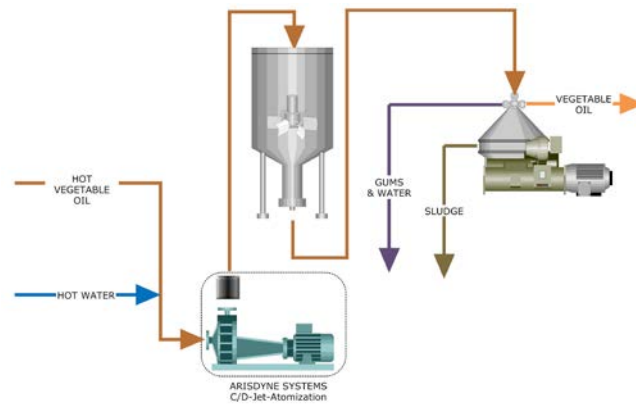 VEGETABLE
OIL
HOT
VEGETABLE
OIL
GUMS
& WATER
SLUDGE
HOT WATER
ARISDYNE SYSTEMS
C/D-Jet-Atomization